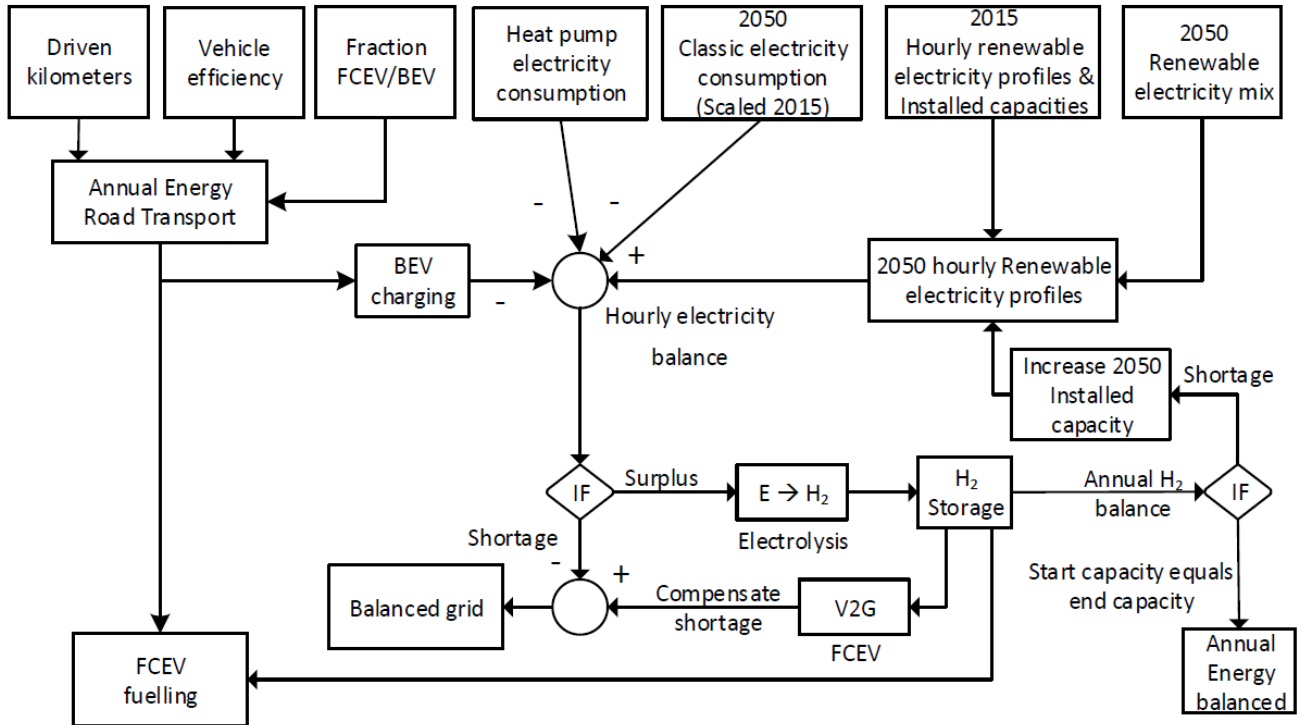 Driven
kilometers
Vehicle
efficiency
Fraction
FCEV/BEV
Heat pump
electricity
consumption
2050
Classic electricity
consumption
(Scaled 2015)
2015
Hourly renewable
electricity profiles &
Installed capacities
2050
Renewable
electricity mix
Annual Energy
Road Transport
-
-
+
BEV
charging
-
2050 hourly Renewable
electricity profiles
Hourly electricity
balance
Increase 2050
Installed
capacity
Shortage
IF
Surplus
E → H₂
Electrolysis
H₂
Storage
Annual H₂
balance
IF
Shortage
-
+
Balanced grid
Compensate
shortage
V2G
FCEV
Start capacity equals
end capacity
FCEV
fuelling
Annual
Energy
balanced